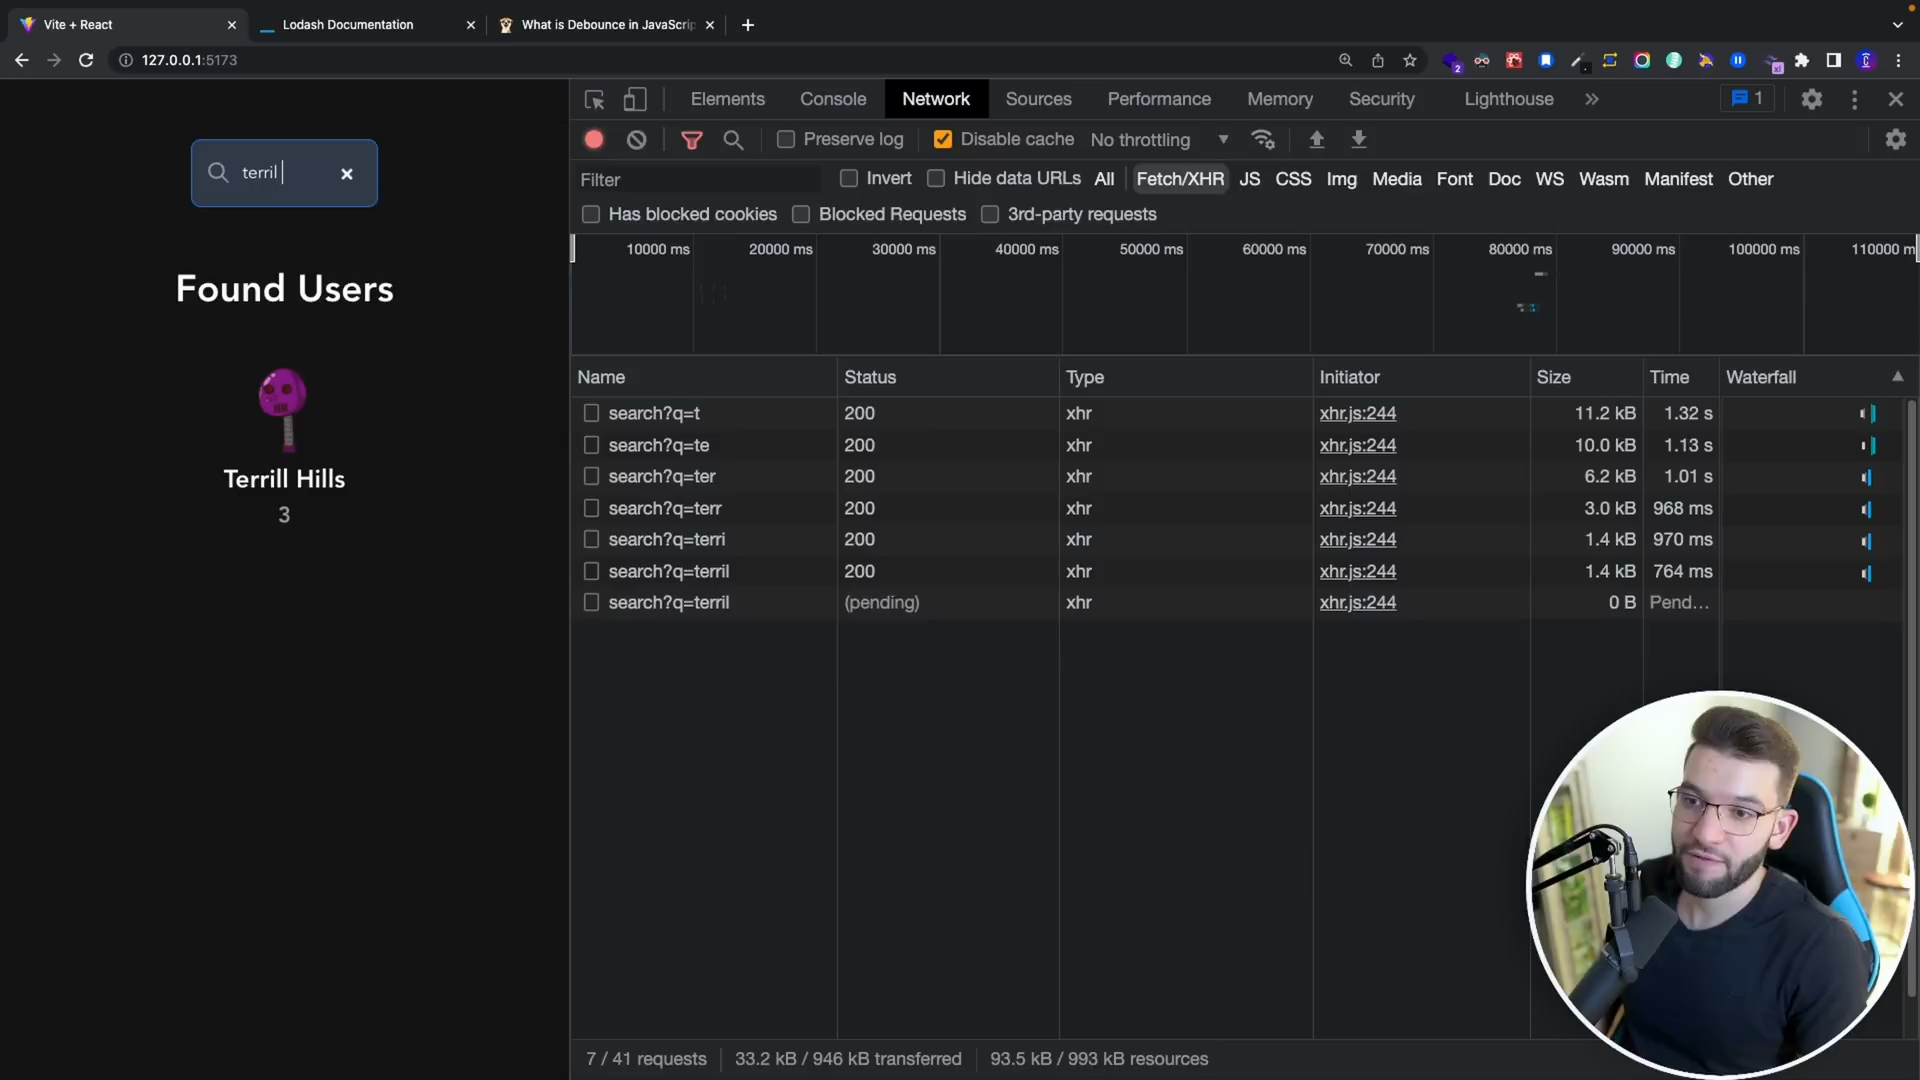 Vite + React
Lodash Documentation
What is Debounce in JavaScrip
127.0.0.1:5173
2
xl
Elements Console Network Sources Performance Memory Security Lighthouse
1
Preserve log Disable cache No throttling
Filter Invert Hide data URLs All Fetch/XHR JS CSS Img Media Font Doc WS Wasm Manifest Other
Has blocked cookies Blocked Requests 3rd-party requests
10000 ms 20000 ms 30000 ms 40000 ms 50000 ms 60000 ms 70000 ms 80000 ms 90000 ms 100000 ms 110000 m
Name Status Type Initiator Size Time Waterfall
search?q=t 200 xhr xhr.js:244 11.2 kB 1.32 s
search?q=te 200 xhr xhr.js:244 10.0 kB 1.13 s
search?q=ter 200 xhr xhr.js:244 6.2 kB 1.01 s
search?q=terr 200 xhr xhr.js:244 3.0 kB 968 ms
search?q=terri 200 xhr xhr.js:244 1.4 kB 970 ms
search?q=terril 200 xhr xhr.js:244 1.4 kB 764 ms
search?q=terril (pending) xhr xhr.js:244 0 B Pend...
7 / 41 requests 33.2 kB / 946 kB transferred 93.5 kB / 993 kB resources
terril
Found Users
Terrill Hills
3